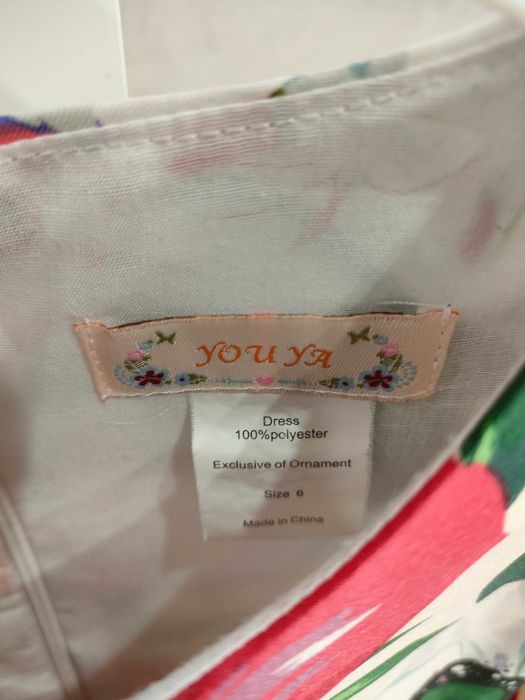 YOU YA
Dress
100%polyester
Exclusive of Ornament
Size 6
Made in China